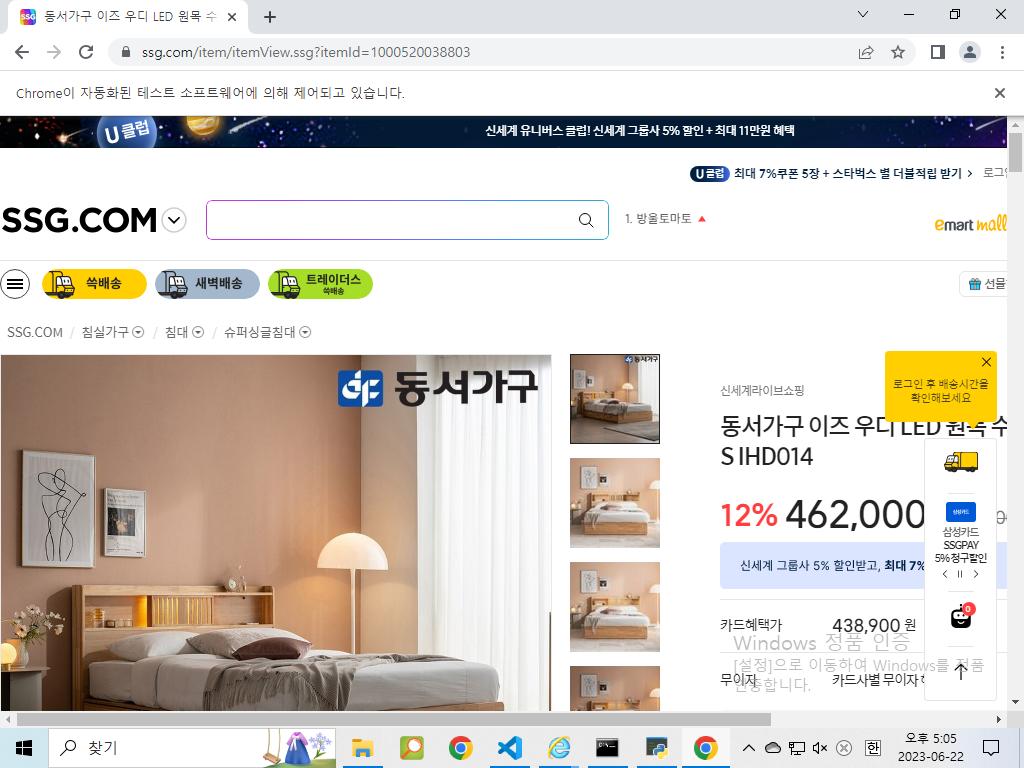 동서가구 이즈 우디 LED 원목 수
ssg.com/item/itemView.ssg?itemId=1000520038803
Chrome이 자동화된 테스트 소프트웨어에 의해 제어되고 있습니다.
U 클럽
신세계 유니버스 클럽! 신세계 그룹사 5% 할인 + 최대 11만원 혜택
U 클럽 최대 7%쿠폰 5장 + 스타벅스 별 더블적립 받기 로그인
SSG.COM
1. 방울토마토
emart mall
쓱배송
새벽배송
트레이더스
쓱배송
선물
SSG.COM / 침실가구 / 침대 / 슈퍼싱글침대
동서가구
동서가구
신세계라이브쇼핑
로그인 후 배송시간을
확인해보세요
동서가구 이즈 우디 LED 원목 수
S IHD014
12% 462,000
신세계 그룹사 5% 할인받고, 최대 7%
삼성카드
삼성카드
SSGPAY
5% 청구할인
0
카드혜택가 438,900 원
무이자 카드사별 무이자
Windows 정품 인증
[설정]으로 이동하여 Windows를 정품
인증합니다.
찾기
오후 5:05
2023-06-22
한